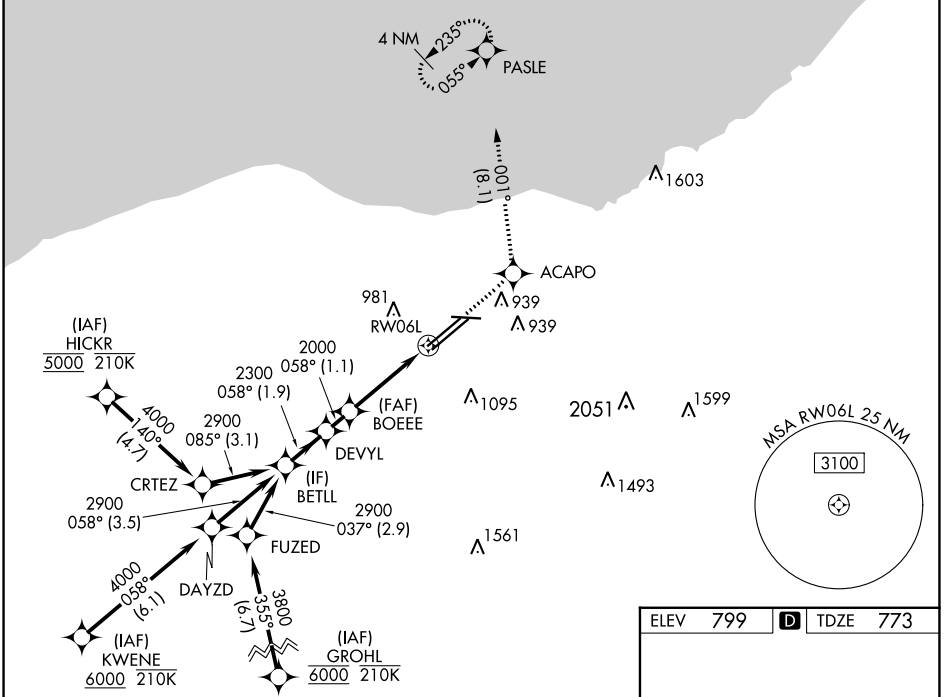 4 NM
235°
055°
PASLE
001°
(8.1)
1603
ACAPO
981
939
RW06L
939
(IAF)
HICKR
5000 210K
2000
058° (1.1)
2300
058° (1.9)
4000
140°
(4.7)
2900
085° (3.1)
(FAF)
BOEEE
1095
2051
1599
MSA RW06L 25 NM
3100
DEVYL
CRTEZ
(IF)
BETLL
1493
2900
058° (3.5)
2900
037° (2.9)
1561
FUZED
DAYZD
4000
058°
(6.1)
3800
355°
(6.7)
(IAF)
KWENE
6000 210K
(IAF)
GROHL
6000 210K
ELEV 799 D TDZE 773